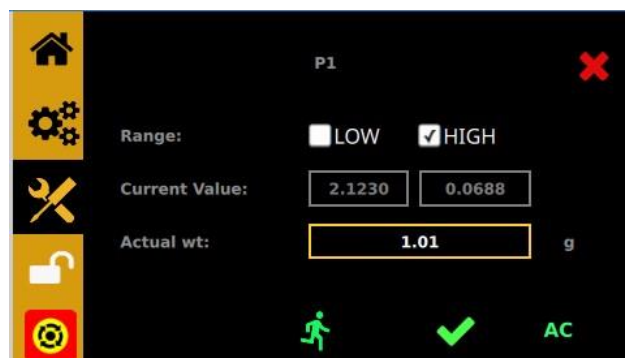 P1
Range: LOW HIGH
Current Value: 2.1230 0.0688
Actual wt: 1.01 g
AC